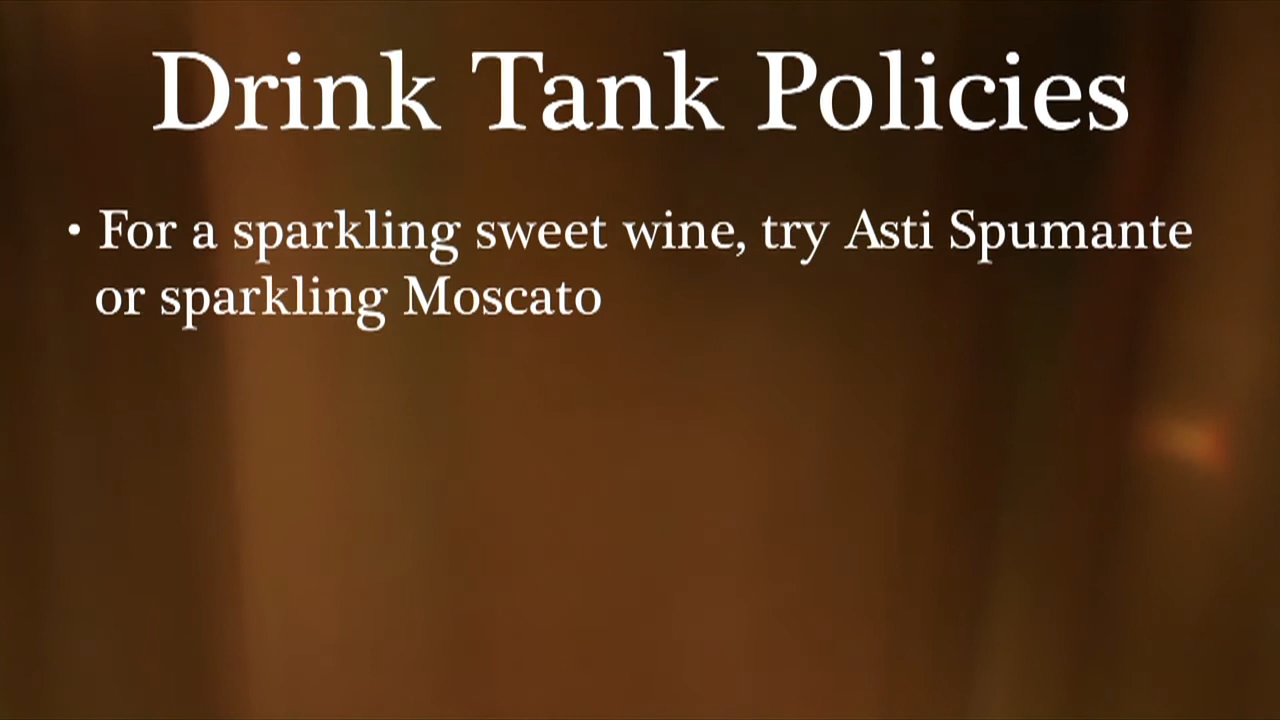 Drink Tank Policies
• For a sparkling sweet wine, try Asti Spumante
or sparkling Moscato